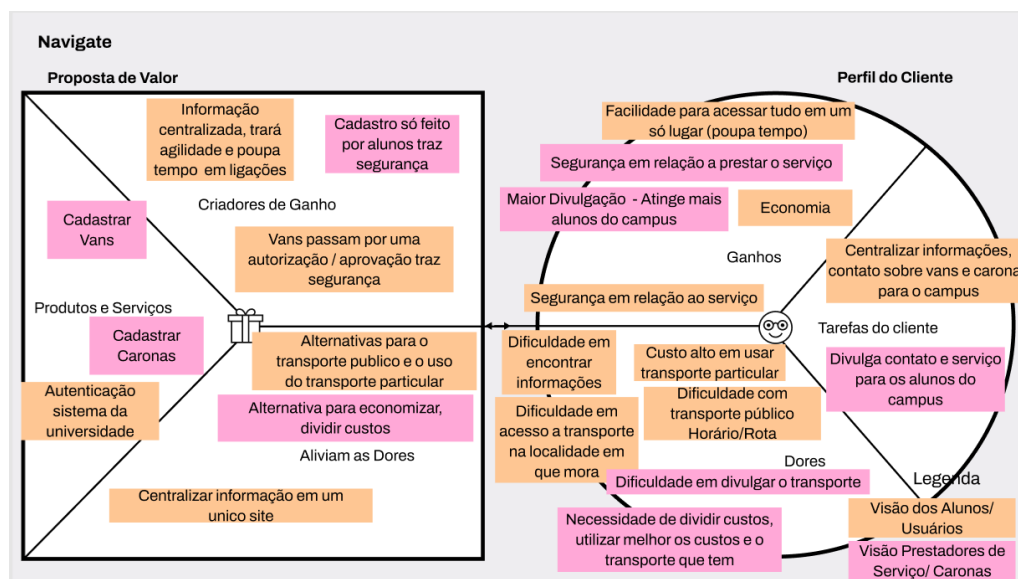 Navigate
Proposta de Valor
Perfil do Cliente
Informação
centralizada, trará
agilidade e poupa
tempo em ligações
Cadastro só feito
por alunos traz
segurança
Cadastrar
Vans
Criadores de Ganho
Vans passam por uma
autorização / aprovação traz
segurança
Produtos e Serviços
Cadastrar
Caronas
Autenticação
sistema da
universidade
Alternativas para o
transporte publico e o uso
do transporte particular
Alternativa para economizar,
dividir custos
Aliviam as Dores
Centralizar informação em um
unico site
Facilidade para acessar tudo em um
só lugar (poupa tempo)
Segurança em relação a prestar o serviço
Maior Divulgação - Atinge mais
alunos do campus
Economia
Ganhos
Segurança em relação ao serviço
Centralizar informações,
contato sobre vans e carona
para o campus
Tarefas do cliente
Divulga contato e serviço
para os alunos do
campus
Dificuldade em
encontrar
informações
Custo alto em usar
transporte particular
Dificuldade com
transporte público
Horário/Rota
Dificuldade em
acesso a transporte
na localidade em
que mora
Dores
Dificuldade em divulgar o transporte
Necessidade de dividir custos,
utilizar melhor os custos e o
transporte que tem
Legenda
Visão dos Alunos/
Usuários
Visão Prestadores de
Serviço/ Caronas